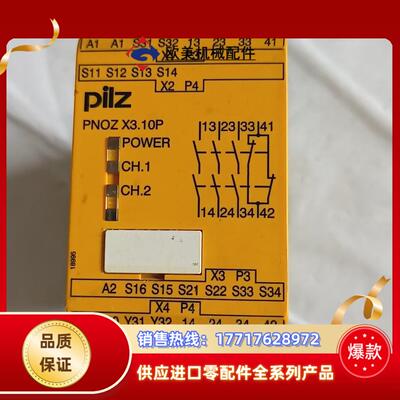 A1 A1 S31 S32 13 23 33 41
欧美机械配件
S11 S12 S13 S14
X2 P4
pilz
PNOZ X3.10P
POWER
CH.1
CH.2
13 23 33 41
14 24 34 42
18995
X3 P3
A2 S16 S15 S21 S22 S33 S34
X4 P4
Y31 Y32 14 24 34 42
品质
保证
销售热线: 17717628972
供应进口零配件全系列产品
爆款